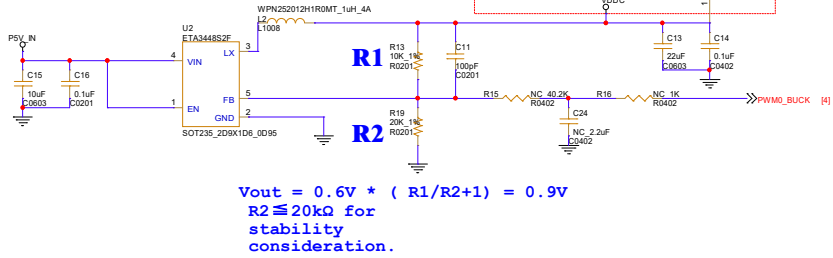 WPN252012H1R0MT_1uH_4A
VDDC
1
U2
ETA3448S2F
L2
L1008
P5V_IN
4
VIN
LX
3
R1
R13
10K_1%
R0201
C11
100pF
C0201
C13
22uF
C0603
C14
0.1uF
C0402
C15
10uF
C0603
C16
0.1uF
C0201
1
EN
FB
5
GND
2
SOT235_2D9X1D6_0D95
R2
R19
20K_1%
R0201
R15
NC_40.2K
R0402
C24
NC_2.2uF
C0402
R16
NC_1K
R0402
PWM0_BUCK [4]
Vout = 0.6V * ( R1/R2+1) = 0.9V
R2≦20kΩ for
stability
consideration.